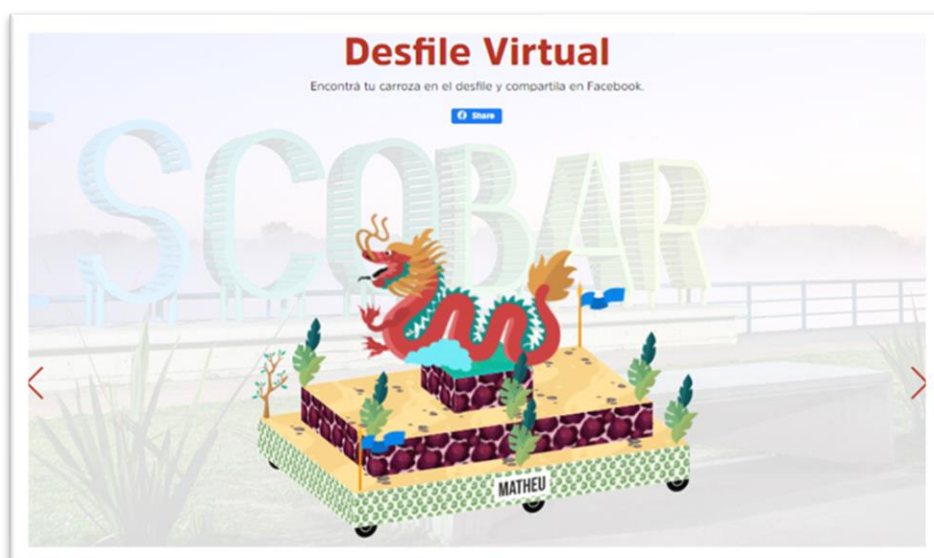 Desfile Virtual
Encontrá tu carroza en el desfile y compartila en Facebook.
Share
SCOBAR
MATHEU